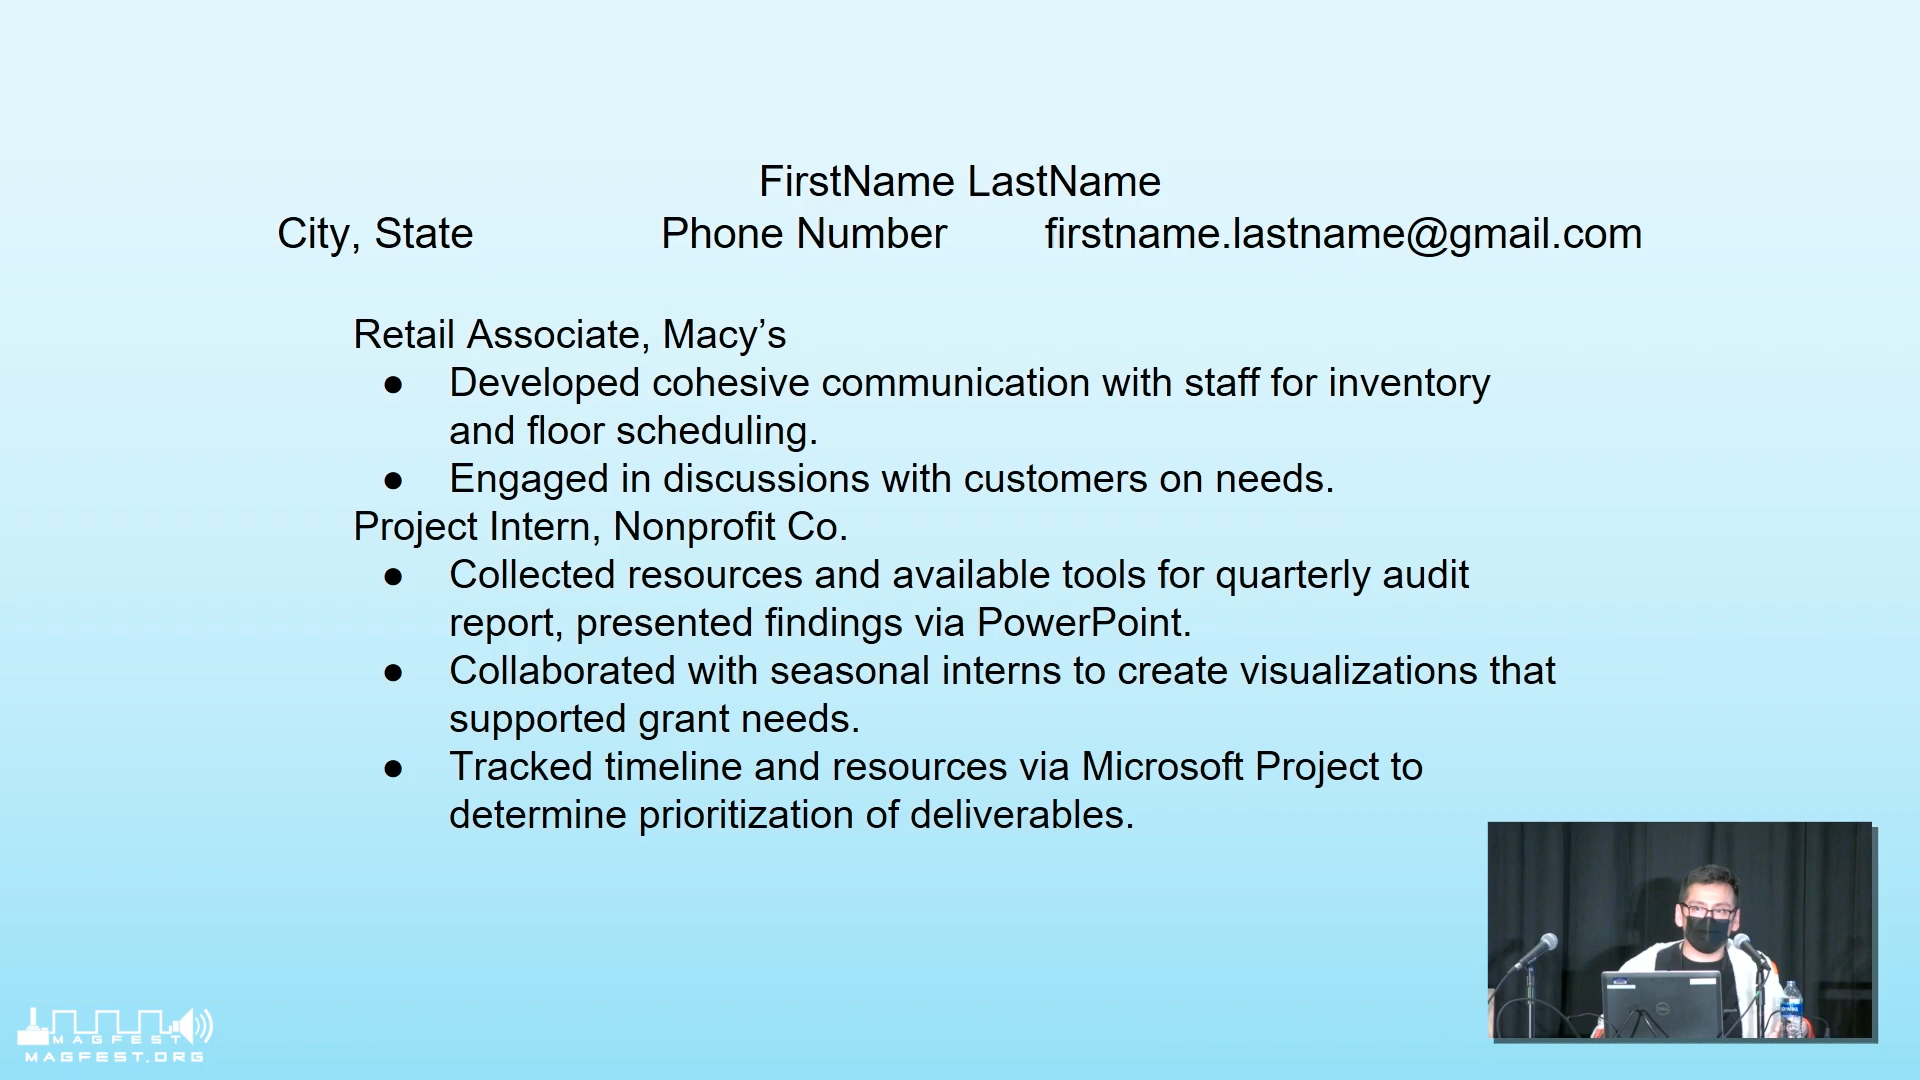 FirstName LastName
City, State Phone Number firstname.lastname@gmail.com
Retail Associate, Macy’s
● Developed cohesive communication with staff for inventory
and floor scheduling.
● Engaged in discussions with customers on needs.
Project Intern, Nonprofit Co.
● Collected resources and available tools for quarterly audit
report, presented findings via PowerPoint.
● Collaborated with seasonal interns to create visualizations that
supported grant needs.
● Tracked timeline and resources via Microsoft Project to
determine prioritization of deliverables.
MAGFEST
MAGFEST.ORG